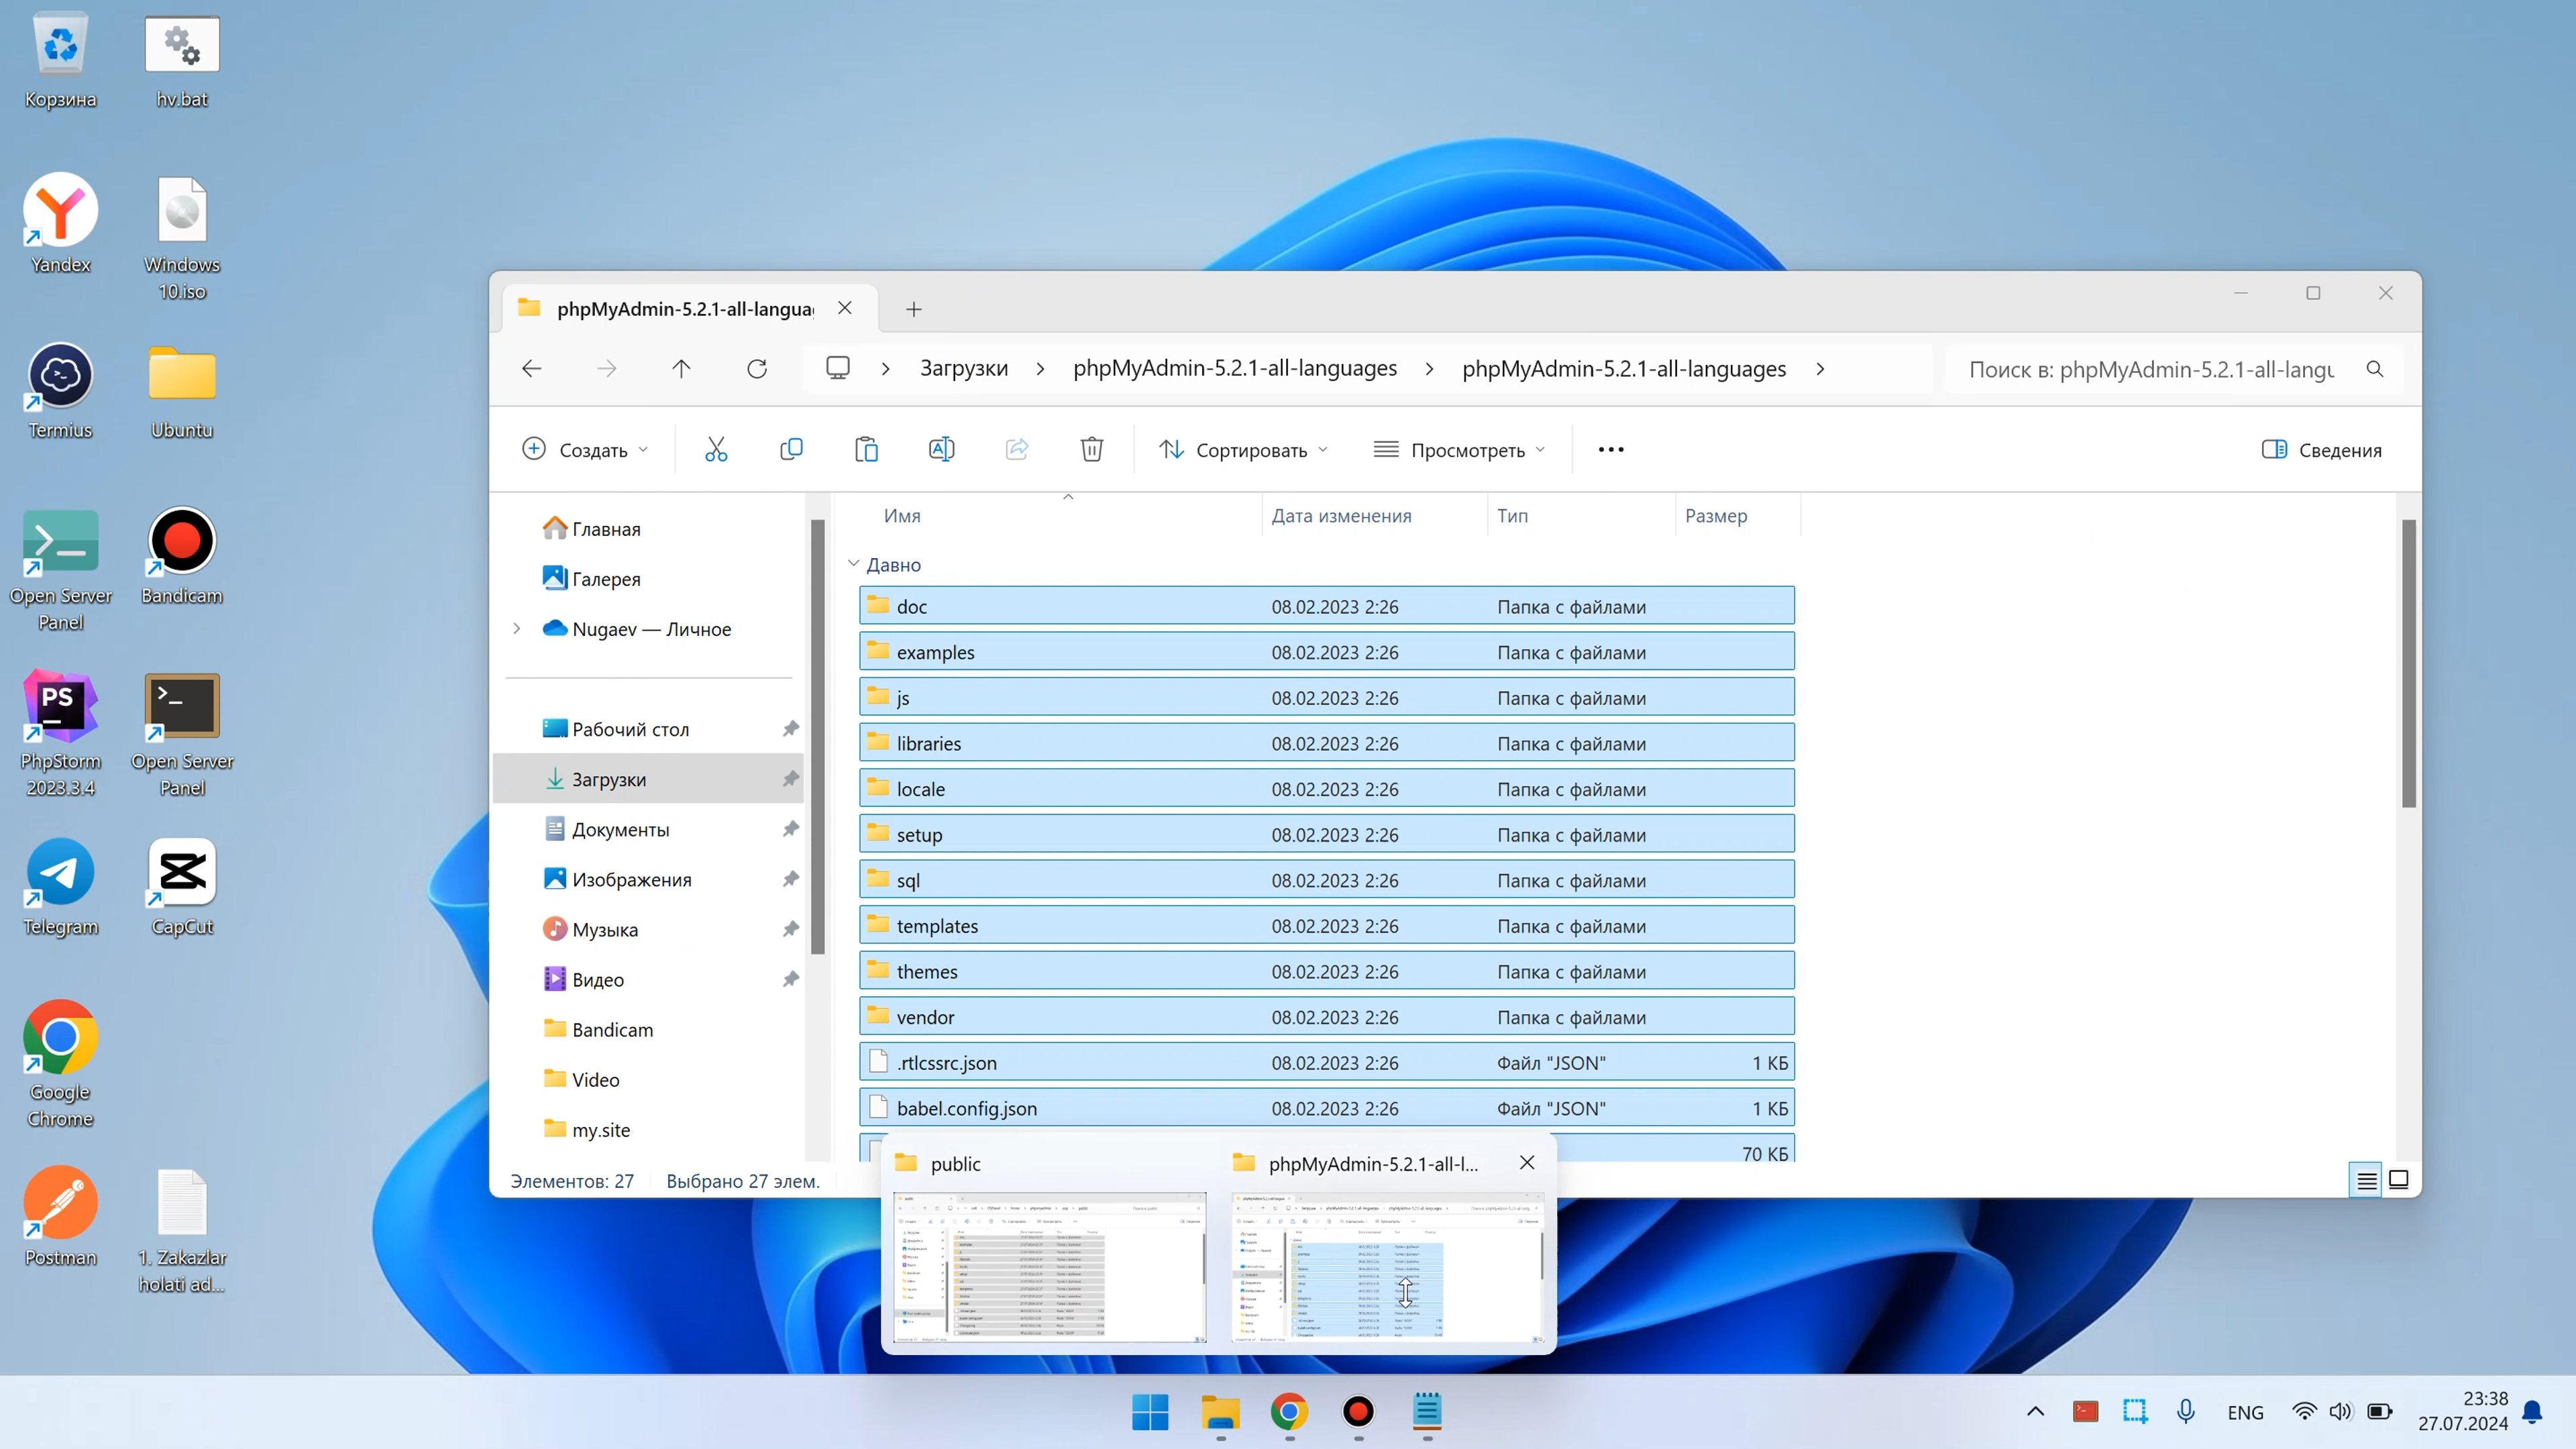 Корзина
hv.bat
Yandex
Windows
10.iso
Termius
Ubuntu
Open Server
Panel
Bandicam
PS
PhpStorm
2023.3.4
Open Server
Panel
Telegram
CapCut
Google
Chrome
Postman
1. Zakazlar
holati ad...
phpMyAdmin-5.2.1-all-langua
Загрузки
phpMyAdmin-5.2.1-all-languages
phpMyAdmin-5.2.1-all-languages
Поиск в: phpMyAdmin-5.2.1-all-langu
Создать
Сортировать
Просмотреть
Сведения
Главная
Галерея
Nugaev — Личное
Рабочий стол
Загрузки
Документы
Изображения
Музыка
Видео
Bandicam
Video
my.site
Имя Дата изменения Тип Размер
Давно
doc 08.02.2023 2:26 Папка с файлами
examples 08.02.2023 2:26 Папка с файлами
js 08.02.2023 2:26 Папка с файлами
libraries 08.02.2023 2:26 Папка с файлами
locale 08.02.2023 2:26 Папка с файлами
setup 08.02.2023 2:26 Папка с файлами
sql 08.02.2023 2:26 Папка с файлами
templates 08.02.2023 2:26 Папка с файлами
themes 08.02.2023 2:26 Папка с файлами
vendor 08.02.2023 2:26 Папка с файлами
.rtlcssrc.json 08.02.2023 2:26 Файл "JSON" 1 КБ
babel.config.json 08.02.2023 2:26 Файл "JSON" 1 КБ
70 КБ
Элементов: 27 Выбрано 27 элем.
public
phpMyAdmin-5.2.1-all-l...
ENG
23:38
27.07.2024